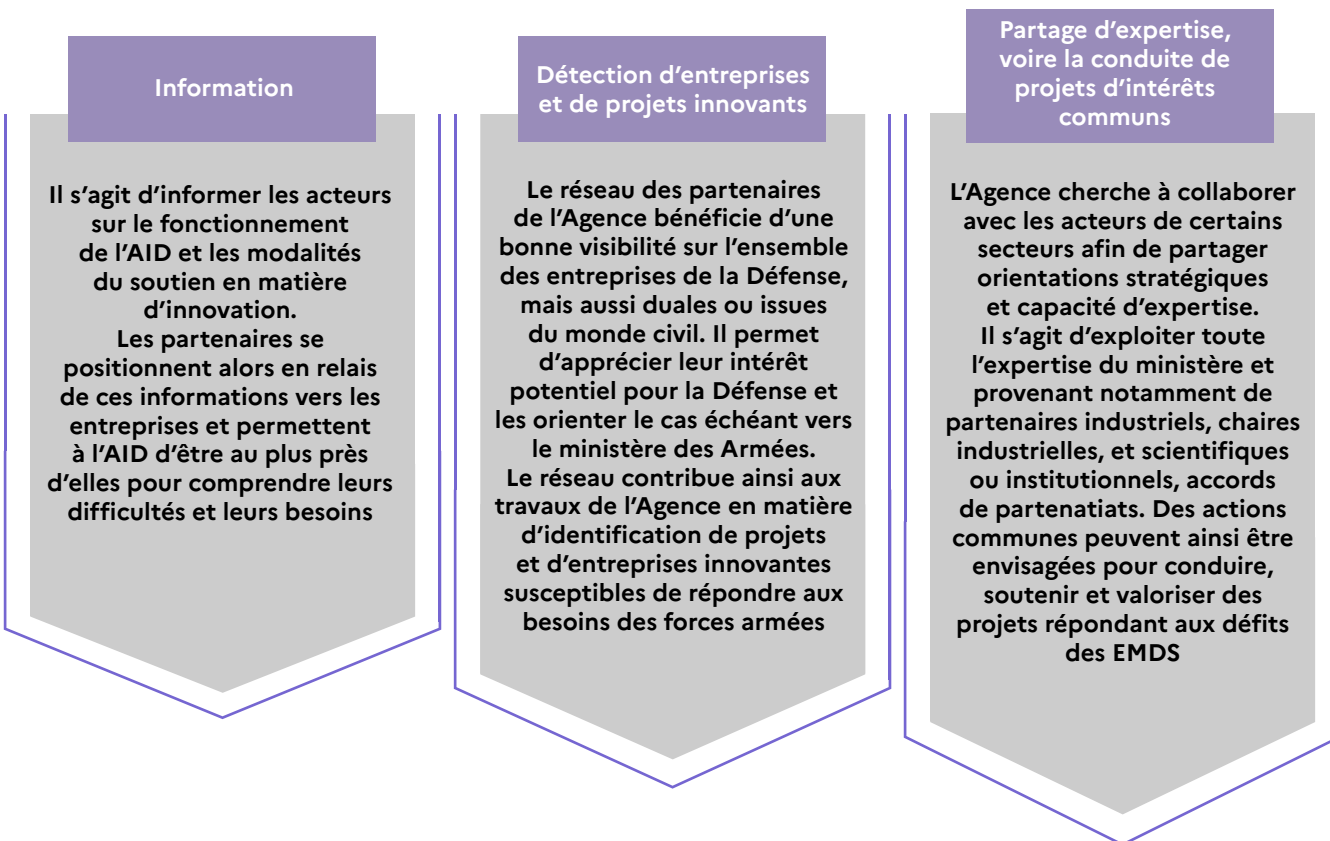 Information
Il s’agit d’informer les acteurs
sur le fonctionnement
de l’AID et les modalités
du soutien en matière
d’innovation.
Les partenaires se
positionnent alors en relais
de ces informations vers les
entreprises et permettent
à l’AID d’être au plus près
d’elles pour comprendre leurs
difficultés et leurs besoins
Détection d’entreprises
et de projets innovants
Le réseau des partenaires
de l’Agence bénéficie d’une
bonne visibilité sur l’ensemble
des entreprises de la Défense,
mais aussi duales ou issues
du monde civil. Il permet
d’apprécier leur intérêt
potentiel pour la Défense et
les orienter le cas échéant vers
le ministère des Armées.
Le réseau contribue ainsi aux
travaux de l’Agence en matière
d’identification de projets
et d’entreprises innovantes
susceptibles de répondre aux
besoins des forces armées
Partage d’expertise,
voire la conduite de
projets d’intérêts
communs
L’Agence cherche à collaborer
avec les acteurs de certains
secteurs afin de partager
orientations stratégiques
et capacité d’expertise.
Il s’agit d’exploiter toute
l’expertise du ministère et
provenant notamment de
partenaires industriels, chaires
industrielles, et scientifiques
ou institutionnels, accords
de partenatiats. Des actions
communes peuvent ainsi être
envisagées pour conduire,
soutenir et valoriser des
projets répondant aux défits
des EMDS